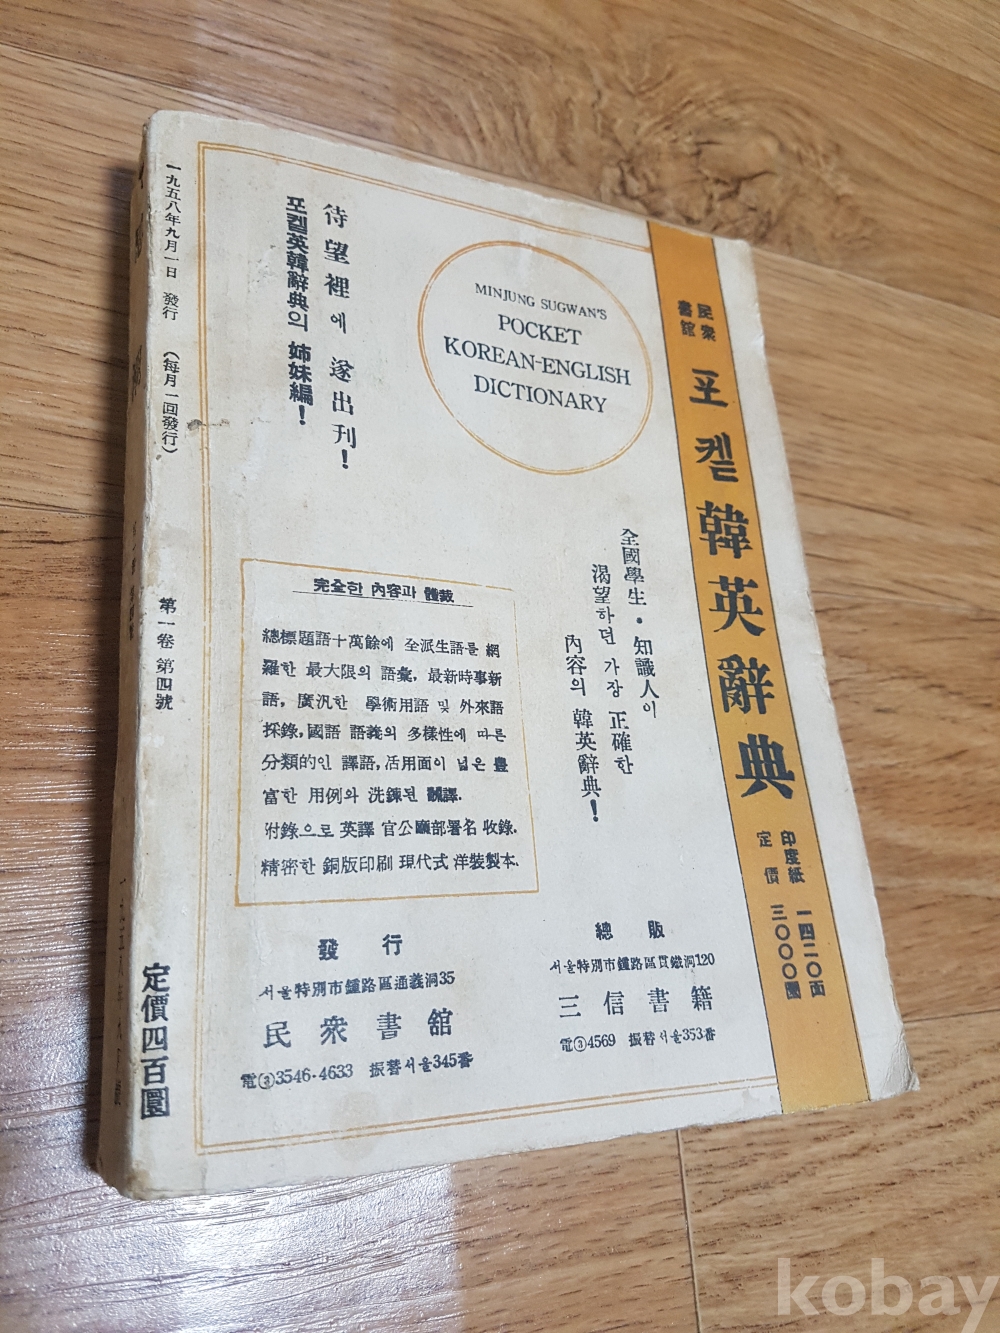 一九五八年九月一日 發行 (每月一回發行)
第一卷 第四號
定價四百圜
待望裡에 遂出刊!
포켙英韓辭典의 姉妹編!
MINJUNG SUGWAN'S
POCKET
KOREAN-ENGLISH
DICTIONARY
民衆
書館
포켙韓英辭典
印度紙 一四二〇面
定價 三〇〇〇圜
全國學生·知識人이
渴望하던 가장 正確한
內容의 韓英辭典!
完全한 內容과 體裁
總標題語十萬餘에 全派生語를 網
羅한 最大限의 語彙, 最新時事新
語, 廣汎한 學術用語 및 外來語
採錄, 國語 語義의 多樣性에 따른
分類的인 譯語, 活用面이 넓은 豊
富한 用例와 洗鍊된 飜譯.
附錄으로 英譯 官公廳部署名 收錄.
精密한 銅版印刷 現代式 洋裝製本.
發行
서울特別市鍾路區通義洞35
民衆書館
電③3546·4633 振替서울345番
總販
서울特別市鍾路區貫鐵洞120
三信書籍
電③4569 振替서울353番
kobay